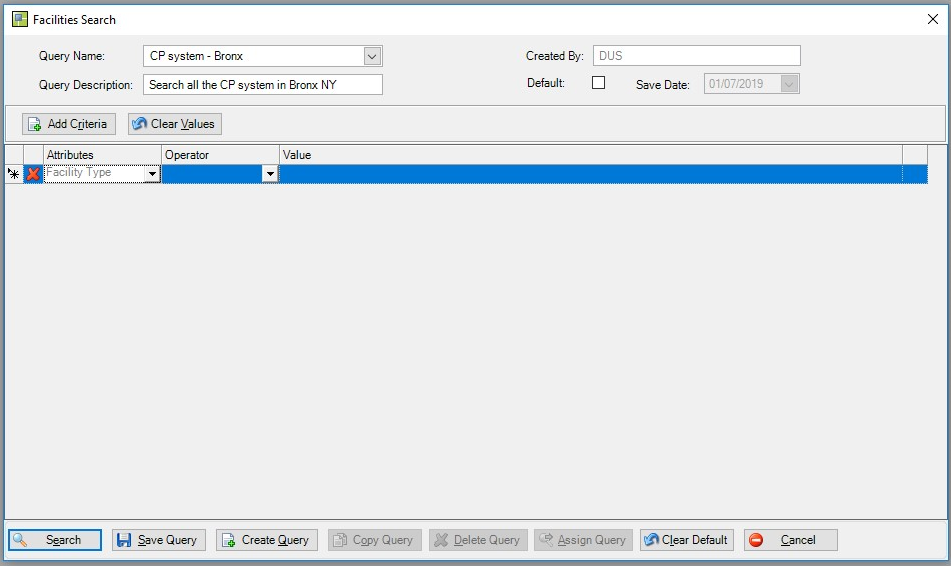 Facilities Search
Query Name: CP system - Bronx Created By: DUS
Query Description: Search all the CP system in Bronx NY Default: Save Date: 01/07/2019
Add Criteria Clear Values
Attributes Operator Value
Facility Type
Search Save Query Create Query Copy Query Delete Query Assign Query Clear Default Cancel